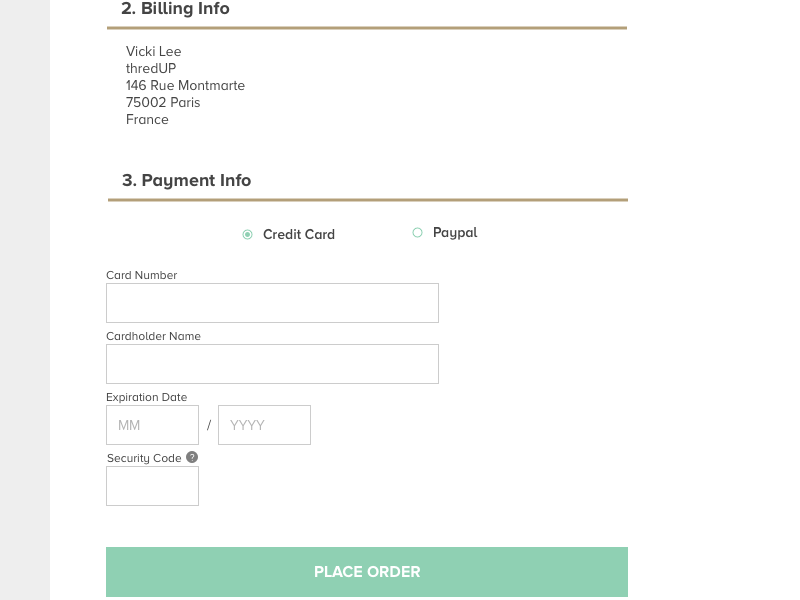 2. Billing Info
Vicki Lee
thredUP
146 Rue Montmarte
75002 Paris
France
3. Payment Info
Credit Card
Paypal
Card Number
Cardholder Name
Expiration Date
MM / YYYY
Security Code ?
PLACE ORDER